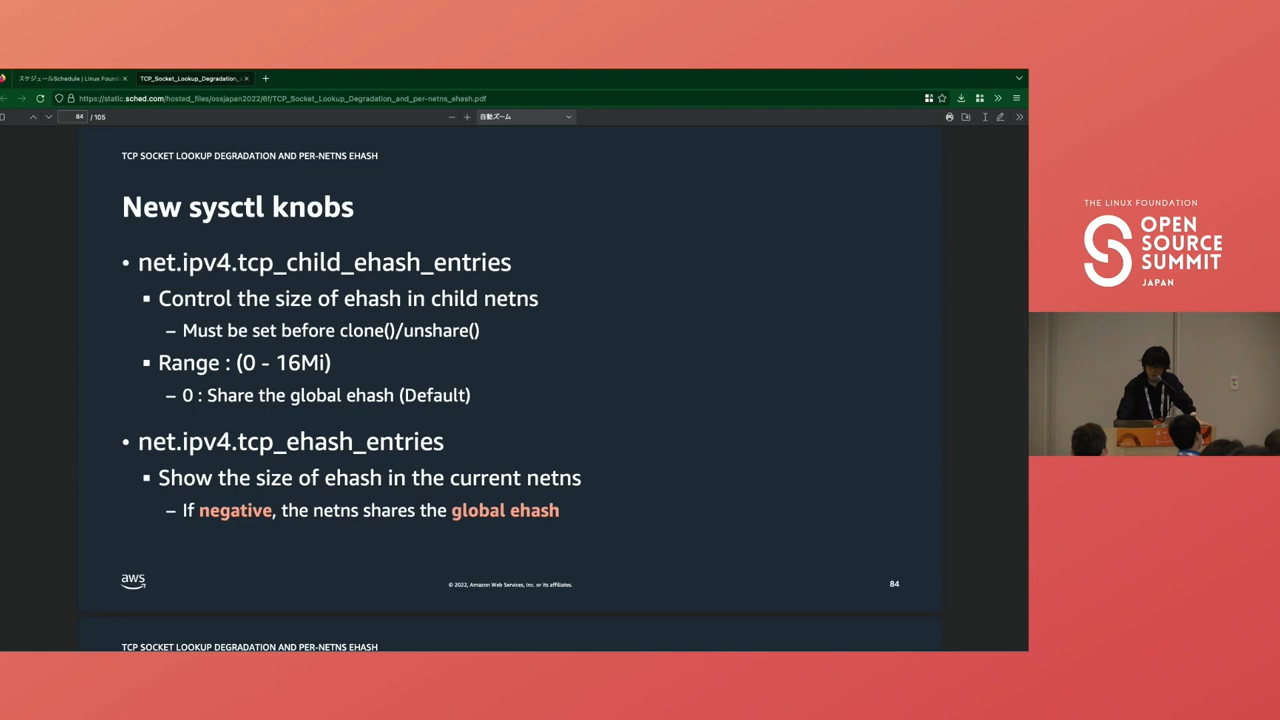 スケジュールSchedule | Linux Found
TCP_Socket_Lookup_Degradation_
https://static.sched.com/hosted_files/ossjapan2022/6f/TCP_Socket_Lookup_Degradation_and_per-netns_ehash.pdf
84 / 105
自動ズーム
TCP SOCKET LOOKUP DEGRADATION AND PER-NETNS EHASH
New sysctl knobs
• net.ipv4.tcp_child_ehash_entries
▪ Control the size of ehash in child netns
– Must be set before clone()/unshare()
▪ Range : (0 - 16Mi)
– 0 : Share the global ehash (Default)
• net.ipv4.tcp_ehash_entries
▪ Show the size of ehash in the current netns
– If negative, the netns shares the global ehash
aws
© 2022, Amazon Web Services, Inc. or its affiliates.
84
TCP SOCKET LOOKUP DEGRADATION AND PER-NETNS EHASH
THE LINUX FOUNDATION
OPEN
SOURCE
SUMMIT
JAPAN